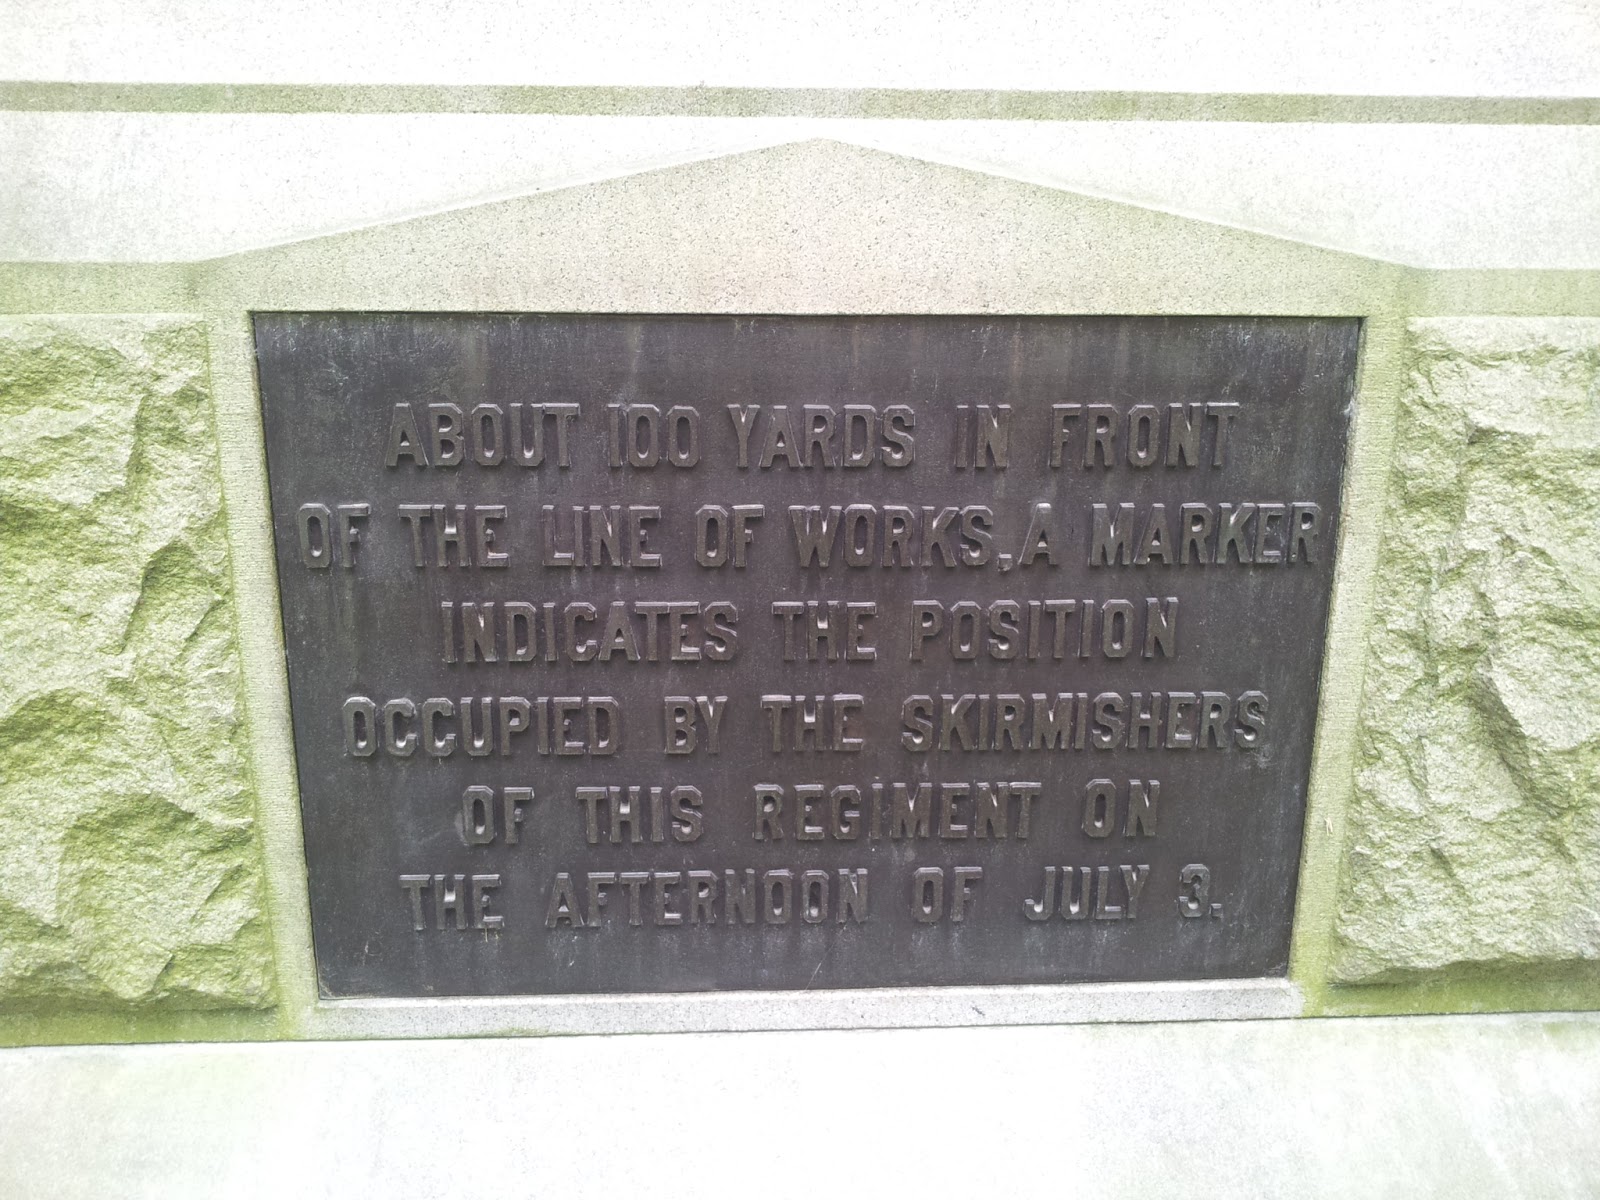 ABOUT 100 YARDS IN FRONT
OF THE LINE OF WORKS, A MARKER
INDICATES THE POSITION
OCCUPIED BY THE SKIRMISHERS
OF THIS REGIMENT ON
THE AFTERNOON OF JULY 3.